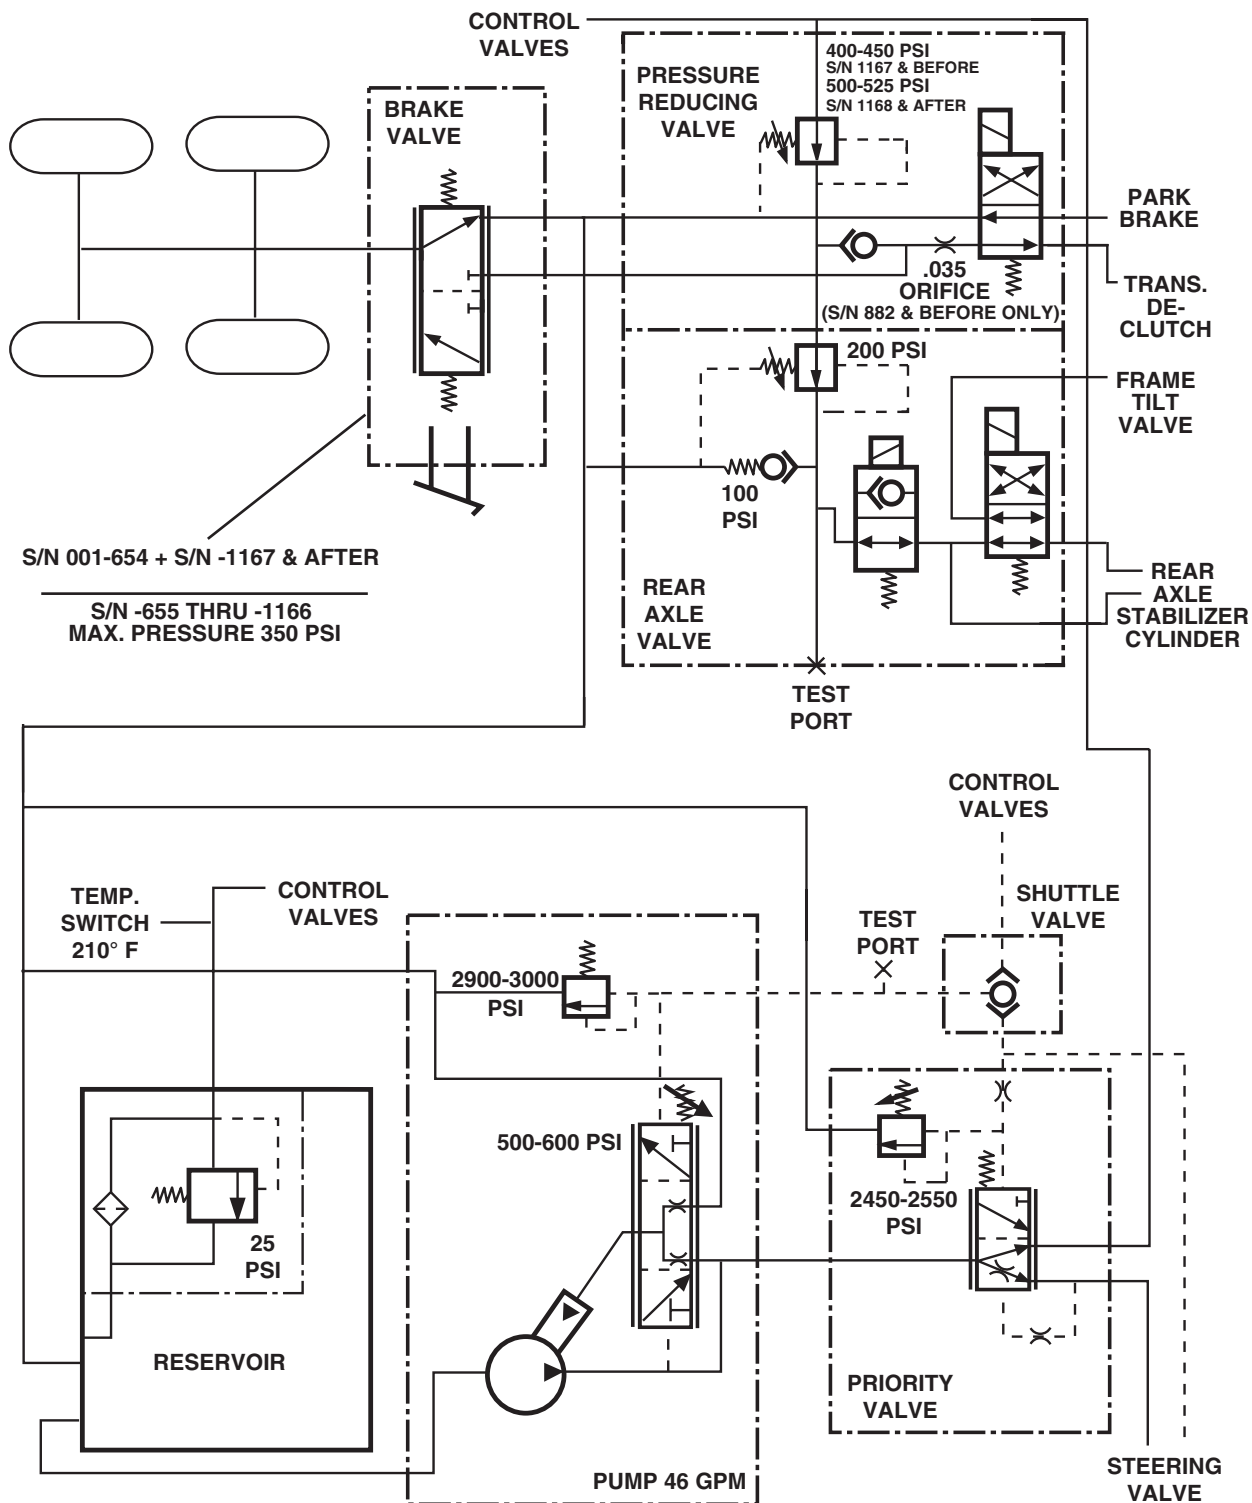 CONTROL
VALVES
400-450 PSI
S/N 1167 & BEFORE
500-525 PSI
S/N 1168 & AFTER
PRESSURE
REDUCING
VALVE
BRAKE
VALVE
PARK
BRAKE
.035
ORIFICE
(S/N 882 & BEFORE ONLY)
TRANS.
DE-
CLUTCH
200 PSI
FRAME
TILT
VALVE
100
PSI
S/N 001-654 + S/N -1167 & AFTER
S/N -655 THRU -1166
MAX. PRESSURE 350 PSI
REAR
AXLE
VALVE
REAR
AXLE
STABILIZER
CYLINDER
TEST
PORT
CONTROL
VALVES
TEMP.
SWITCH
210° F
CONTROL
VALVES
SHUTTLE
VALVE
TEST
PORT
2900-3000
PSI
500-600 PSI
2450-2550
PSI
25
PSI
RESERVOIR
PRIORITY
VALVE
PUMP 46 GPM
STEERING
VALVE